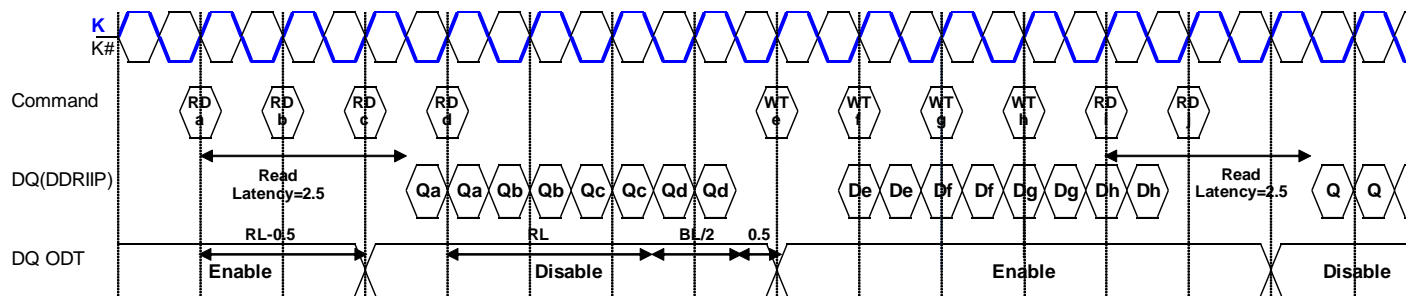 K
K#
Command RD a RD b RD c RD d WT e WT f WT g WT h RD i RD j
Read Latency=2.5
DQ(DDRIIP) Qa Qa Qb Qb Qc Qc Qd Qd De De Df Df Dg Dg Dh Dh Q Q
Read Latency=2.5
RL-0.5 RL BL/2 0.5
DQ ODT Enable Disable Enable Disable